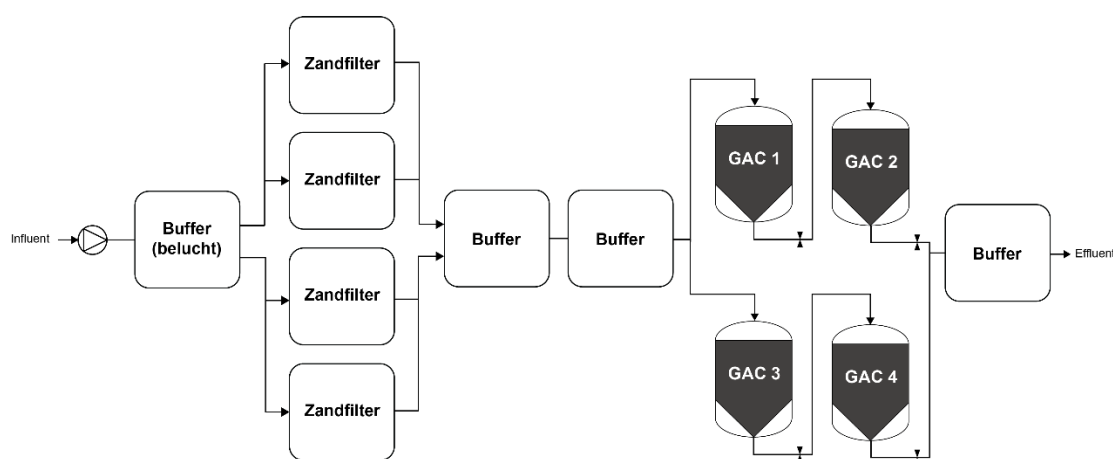 Influent
Buffer
(belucht)
Zandfilter
Zandfilter
Zandfilter
Zandfilter
Buffer
Buffer
GAC 1
GAC 2
GAC 3
GAC 4
Buffer
Effluent